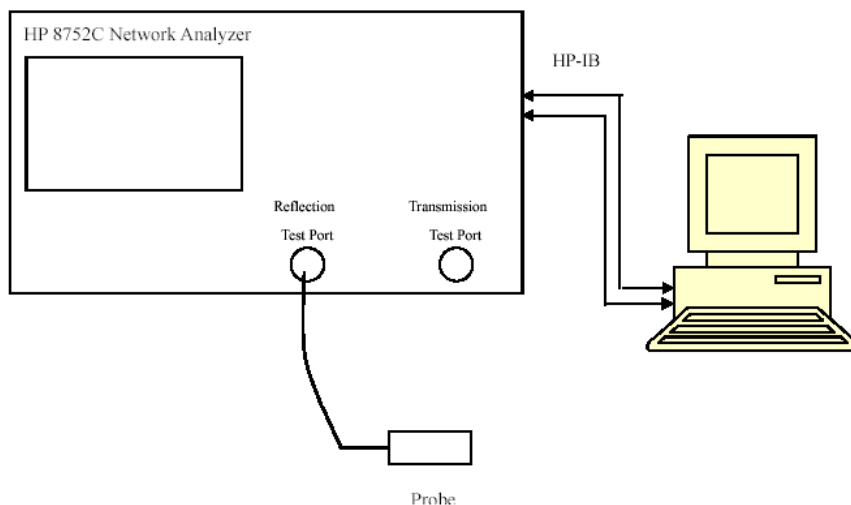 HP 8752C Network Analyzer
HP-IB
Reflection
Test Port
Transmission
Test Port
Probe